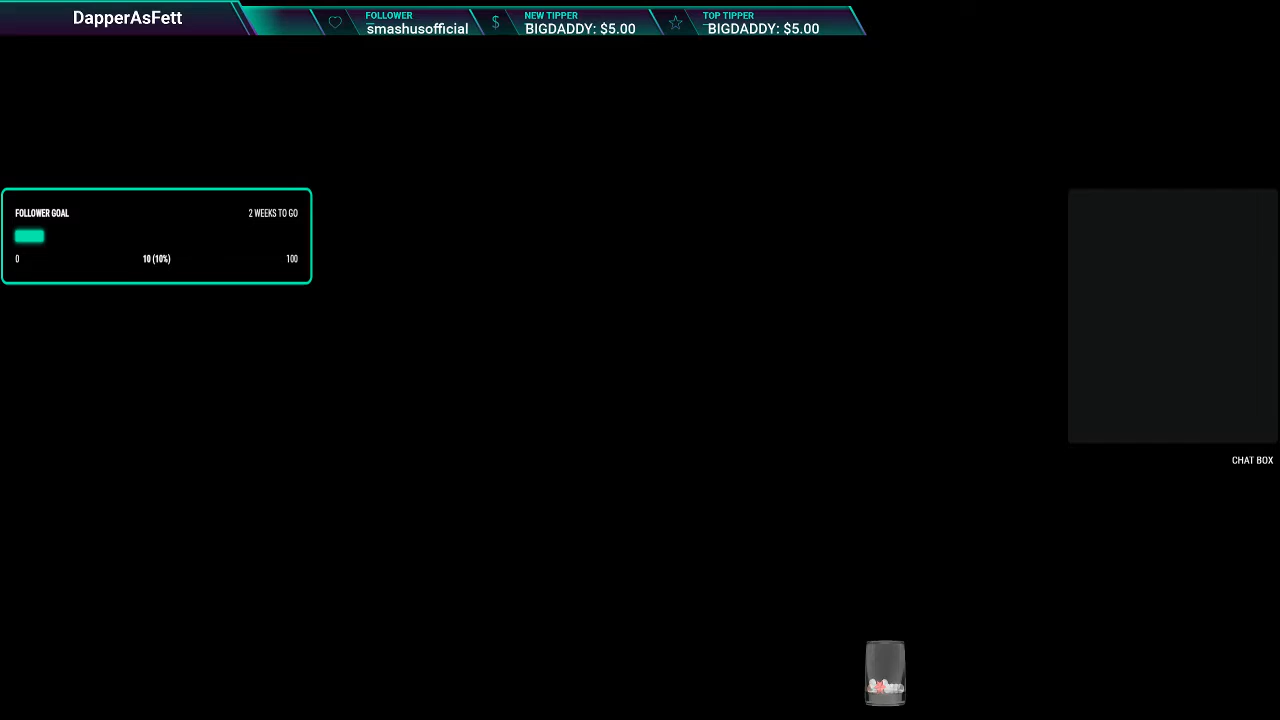 DapperAsFett
FOLLOWER
smashusofficial
$
NEW TIPPER
BIGDADDY: $5.00
TOP TIPPER
BIGDADDY: $5.00
FOLLOWER GOAL
2 WEEKS TO GO
0
10 (10%)
100
CHAT BOX